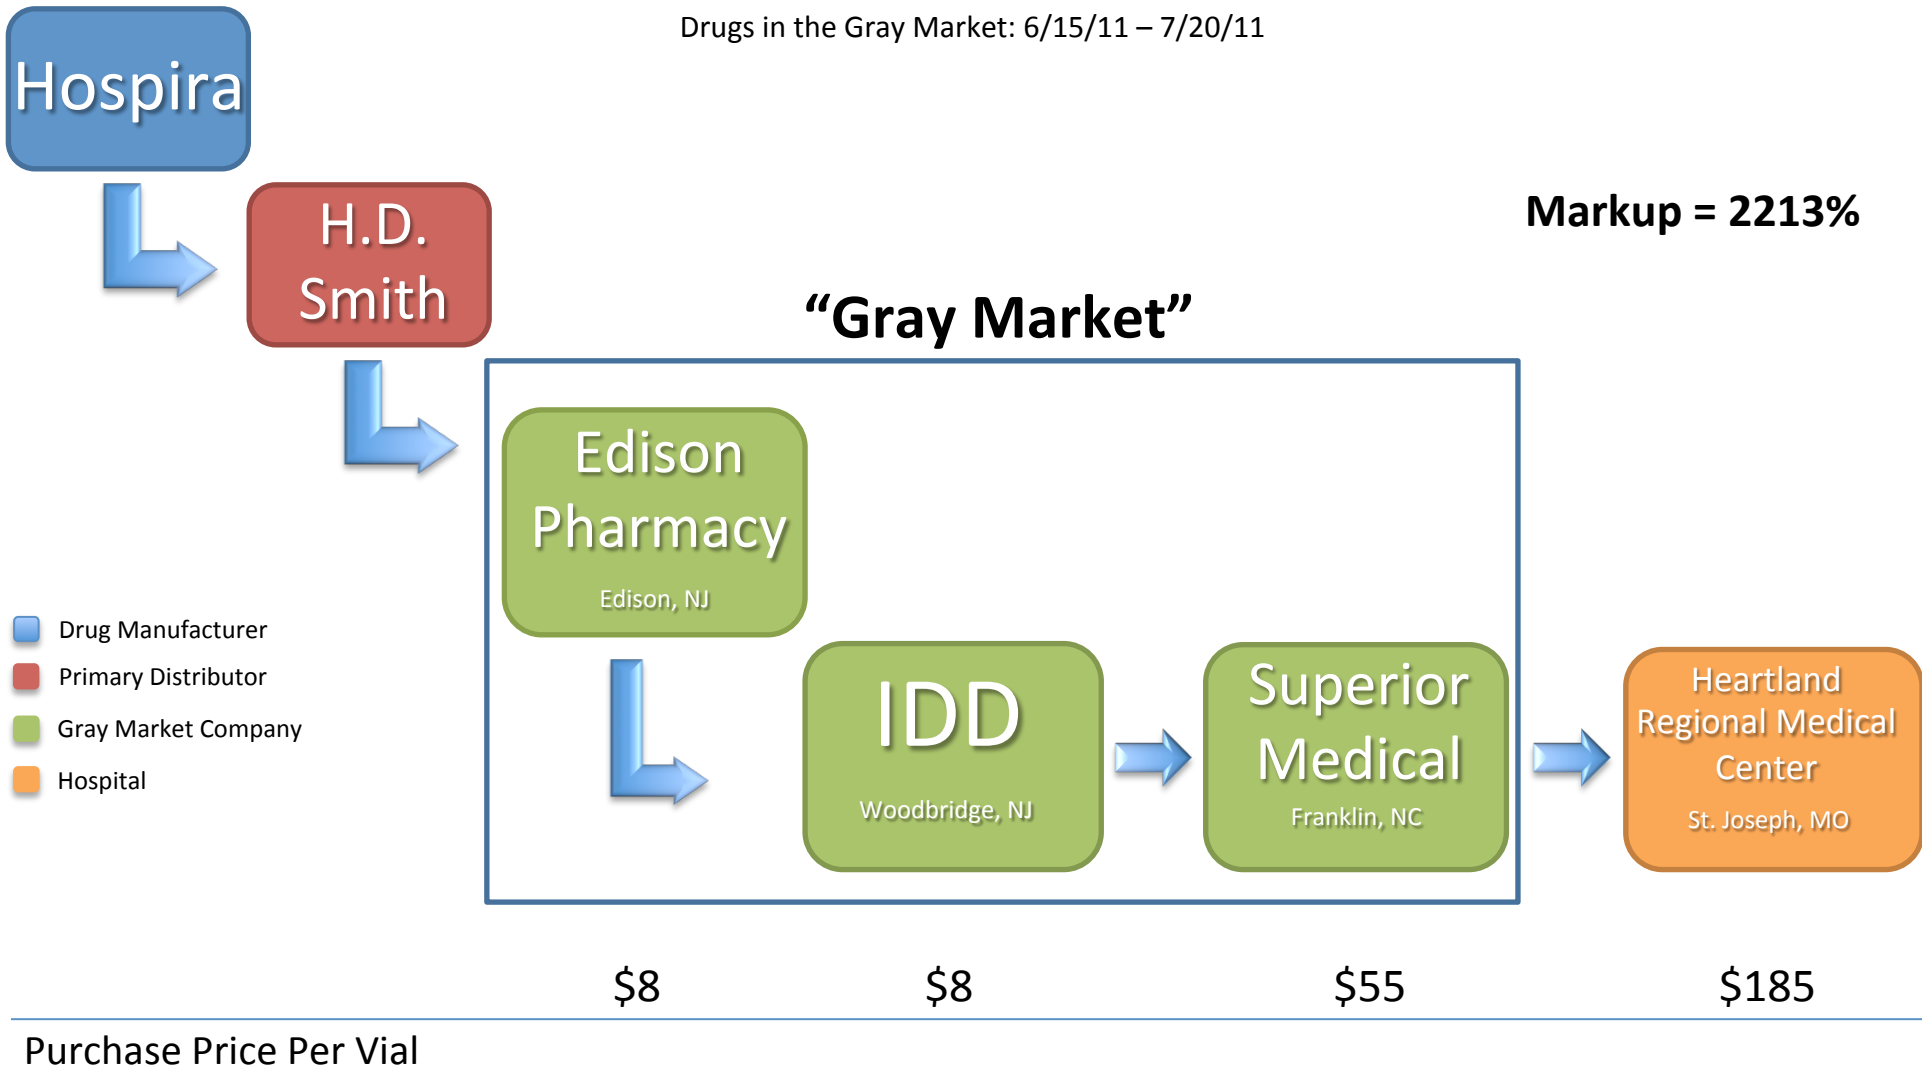 Drugs in the Gray Market: 6/15/11 – 7/20/11
Hospira
H.D.
Smith
Markup = 2213%
“Gray Market”
Edison
Pharmacy
Edison, NJ
Drug Manufacturer
Primary Distributor
Gray Market Company
Hospital
IDD
Woodbridge, NJ
Superior
Medical
Franklin, NC
Heartland
Regional Medical
Center
St. Joseph, MO
$8
$8
$55
$185
Purchase Price Per Vial